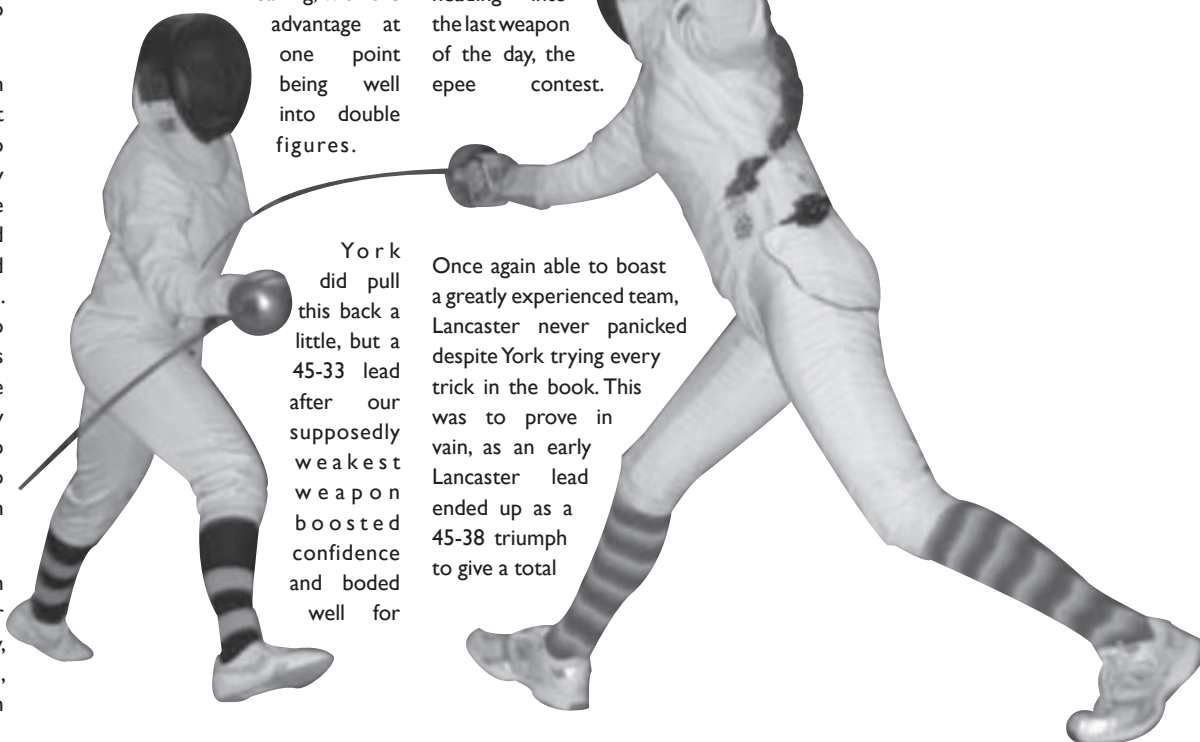 advantage at
one point
being well
into double
figures.
York
did pull
this back a
little, but a
45-33 lead
after our
supposedly
weakest
weapon
boosted
confidence
and boded
well for
the last weapon
of the day, the
epee contest.
Once again able to boast
a greatly experienced team,
Lancaster never panicked
despite York trying every
trick in the book. This
was to prove in
vain, as an early
Lancaster lead
ended up as a
45-38 triumph
to give a total